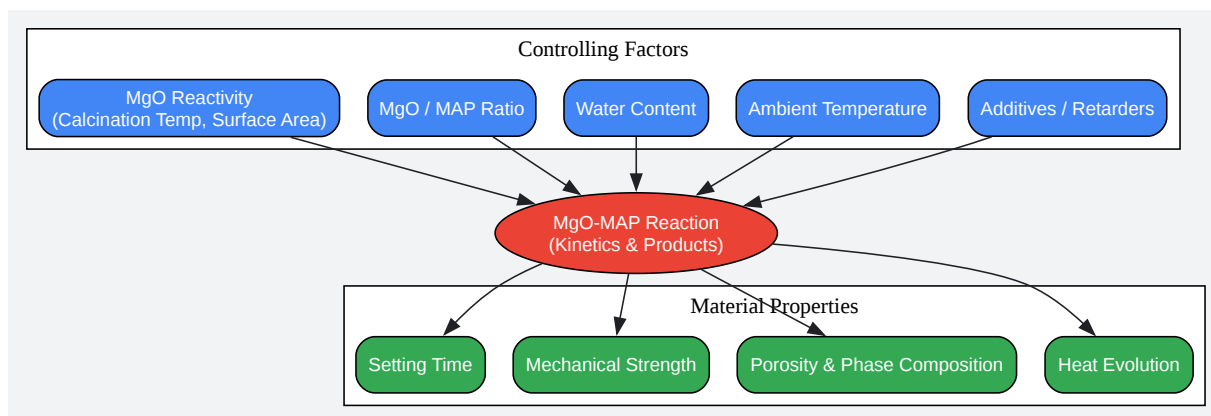 Controlling Factors
MgO Reactivity
(Calcination Temp, Surface Area)
MgO / MAP Ratio
Water Content
Ambient Temperature
Additives / Retarders
MgO-MAP Reaction
(Kinetics & Products)
Material Properties
Setting Time
Mechanical Strength
Porosity & Phase Composition
Heat Evolution